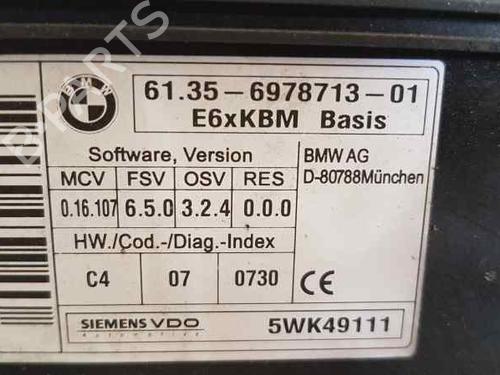 BMW
61.35-6978713-01
E6xKBM Basis
Software, Version
MCV FSV OSV RES
0.16.107 6.5.0 3.2.4 0.0.0
HW./Cod.-/Diag.-Index
C4 07 0730
BMW AG
D-80788München
CE
SIEMENS VDO
Automotive
5WK49111